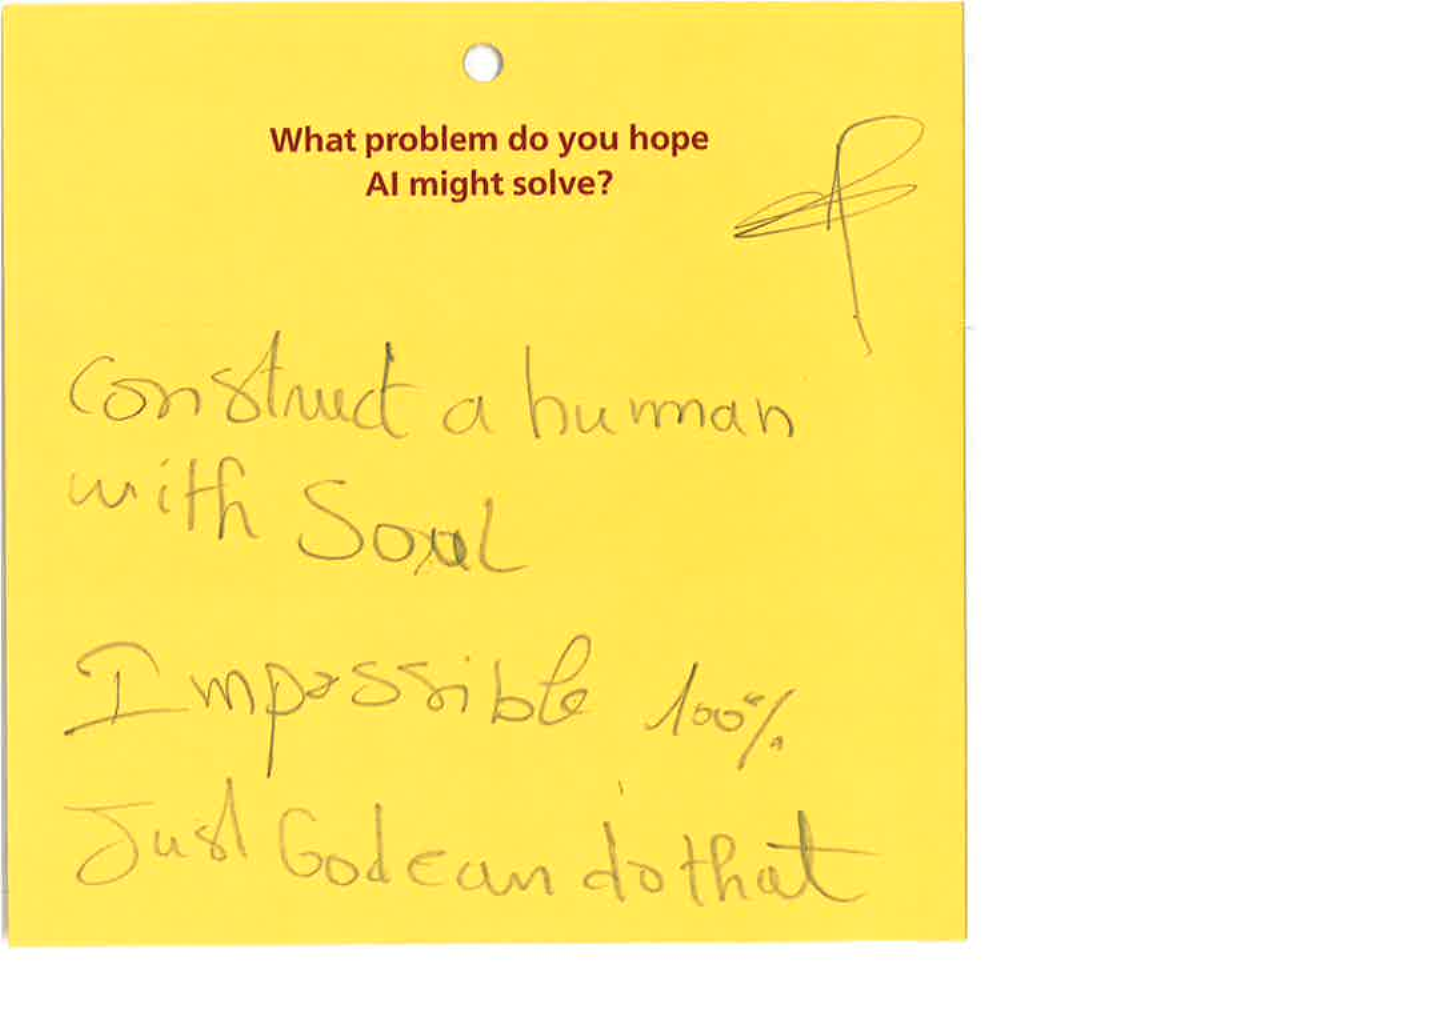 What problem do you hope
AI might solve?
Construct a human
with Soul
Impossible 100%
Just God can do that